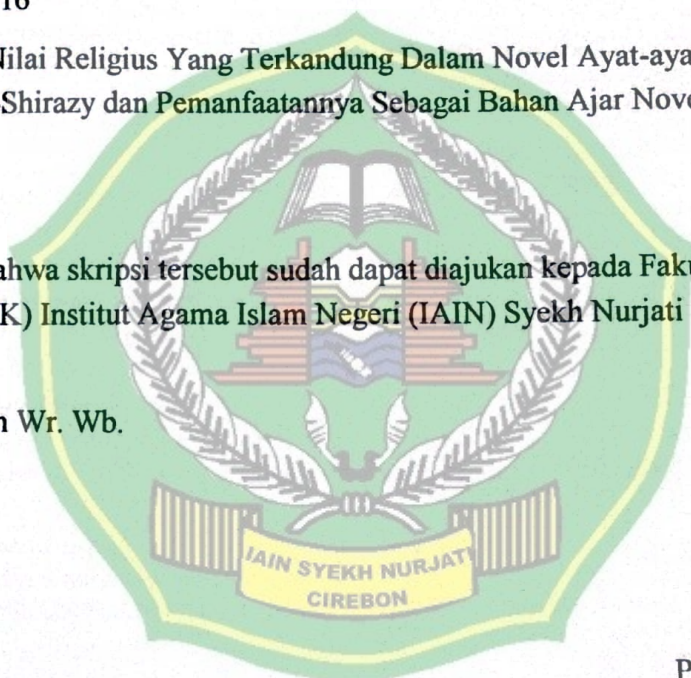 16
Nilai Religius Yang Terkandung Dalam Novel Ayat-aya
Shirazy dan Pemanfaatannya Sebagai Bahan Ajar Nove
ahwa skripsi tersebut sudah dapat diajukan kepada Faku
K) Institut Agama Islam Negeri (IAIN) Syekh Nurjati
n Wr. Wb.
IAIN SYEKH NURJATI
CIREBON
P